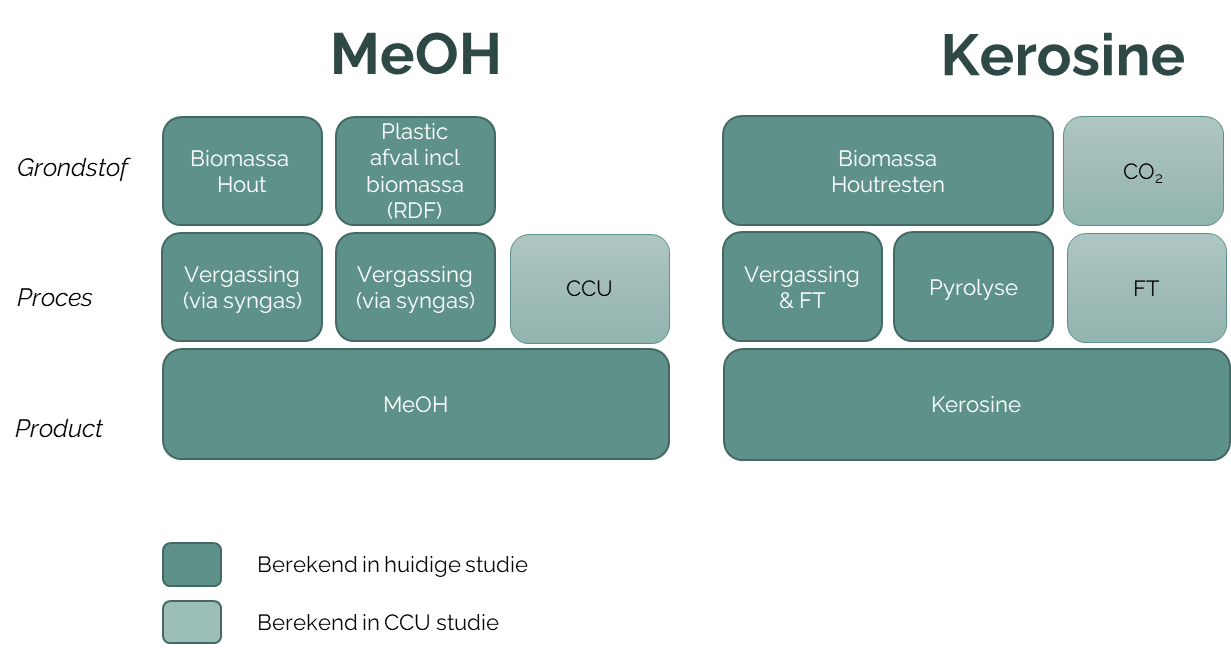 MeOH
Kerosine
Grondstof
Biomassa
Hout
Plastic
afval incl
biomassa
(RDF)
Biomassa
Houtresten
CO₂
Proces
Vergassing
(via syngas)
Vergassing
(via syngas)
CCU
Vergassing
& FT
Pyrolyse
FT
Product
MeOH
Kerosine
Berekend in huidige studie
Berekend in CCU studie